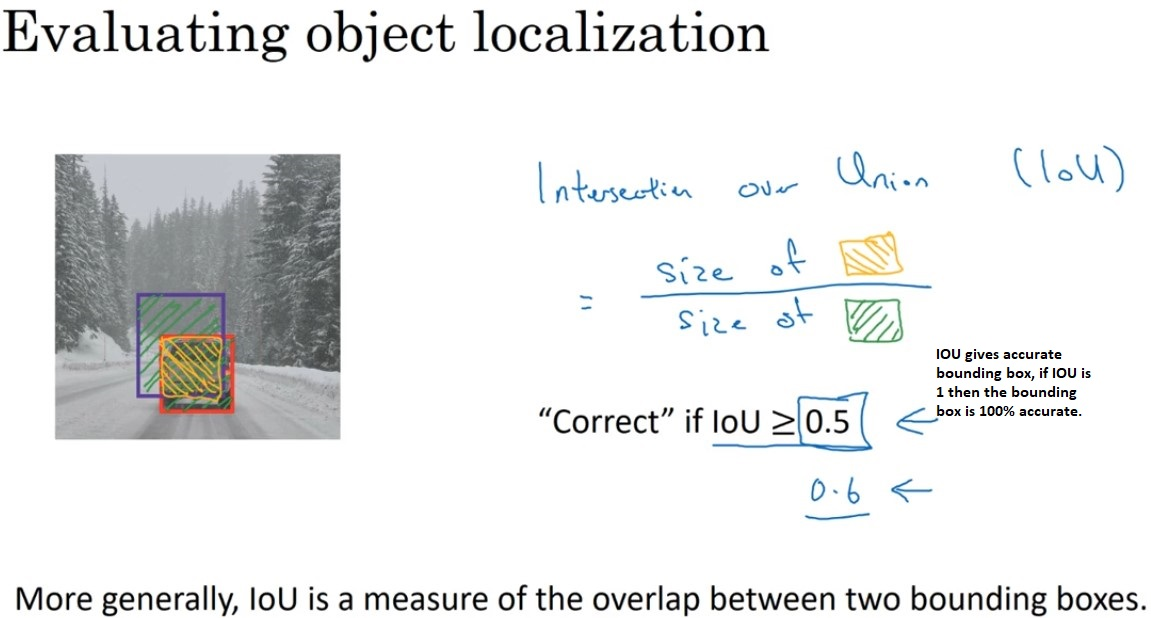 Evaluating object localization
Intersection over Union (IoU)
size of
=
size of
IOU gives accurate
bounding box, if IOU is
1 then the bounding
box is 100% accurate.
“Correct” if IoU ≥ 0.5 ←
0.6 ←
More generally, IoU is a measure of the overlap between two bounding boxes.